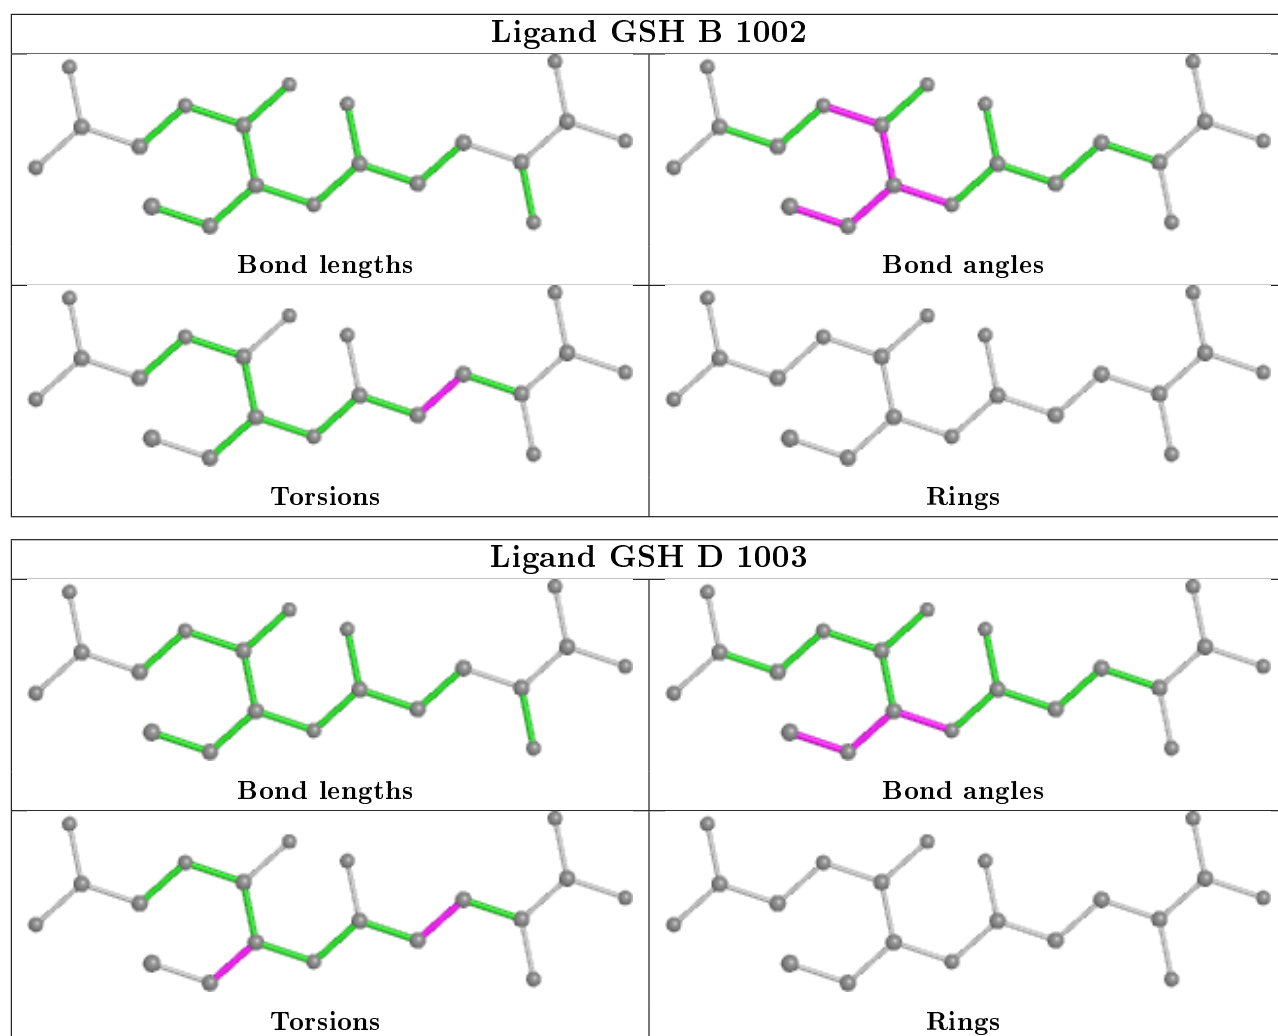 Ligand GSH B 1002
Bond lengths
Bond angles
Torsions
Rings
Ligand GSH D 1003
Bond lengths
Bond angles
Torsions
Rings